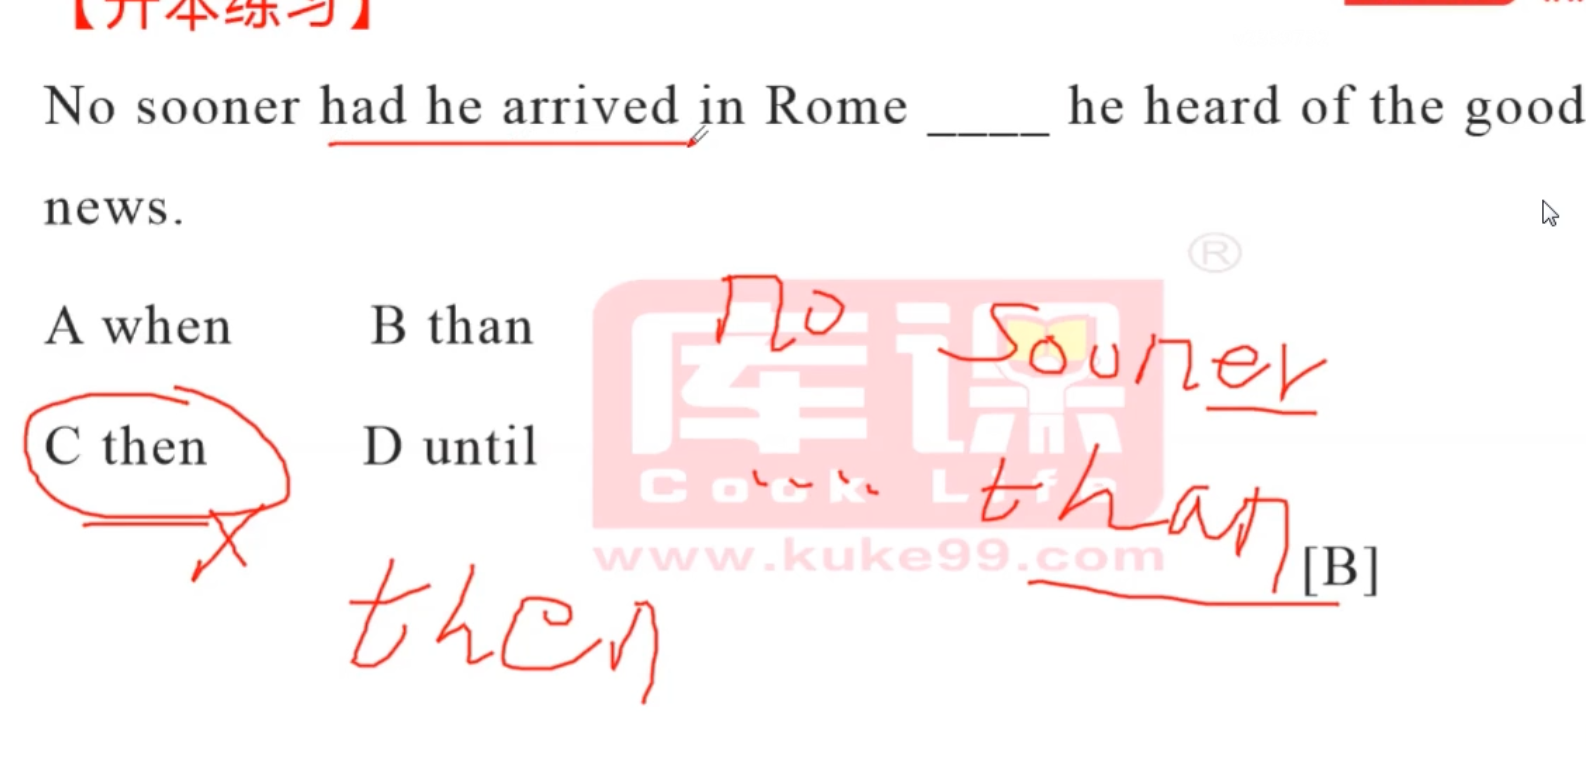 【升本练习】
No sooner had he arrived in Rome ____ he heard of the good
news.
®
A when B than
no sooner
C then D until
库课
Cook Life
.... than
www.kuke99.com
[B]
then